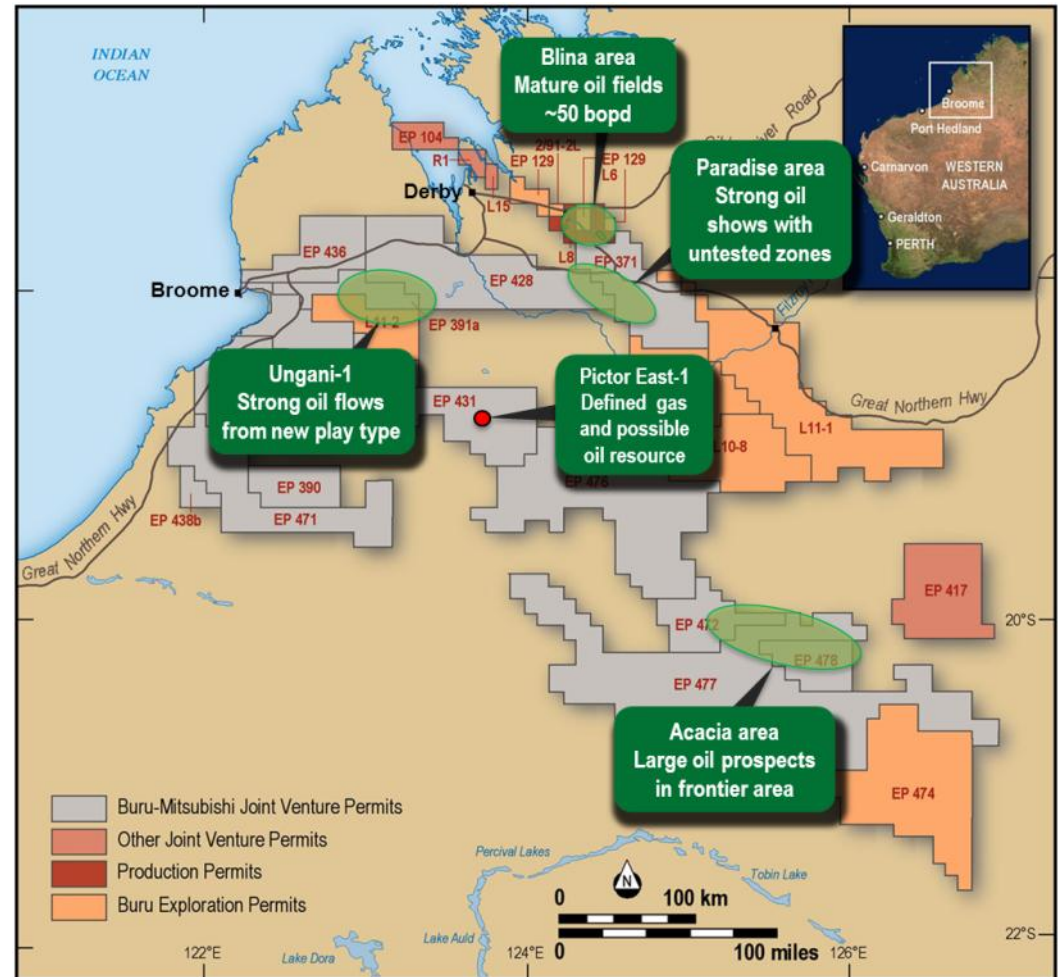 INDIAN
OCEAN
Blina area
Mature oil fields
~50 bopd
Broome
Port Hedland
Carnarvon
WESTERN
AUSTRALIA
Geraldton
PERTH
EP 104
R1
EP 129
2/91-2L
EP 129
L6
River Road
Derby
L15
Paradise area
Strong oil
shows with
untested zones
EP 436
L8
EP 371
EP 428
Broome
L11-2
EP 391a
Ungani-1
Strong oil flows
from new play type
EP 431
Pictor East-1
Defined gas
and possible
oil resource
Great Northern Hwy
L10-8
L11-1
EP 390
EP 476
EP 438b
EP 471
Great Northern Hwy
EP 417
20°S
EP 472
EP 478
EP 477
Acacia area
Large oil prospects
in frontier area
EP 474
Buru-Mitsubishi Joint Venture Permits
Other Joint Venture Permits
Production Permits
Buru Exploration Permits
Percival Lakes
Tobin Lake
N
0 100 km
0 100 miles
Lake Auld
Lake Dora
122°E
124°E
126°E
22°S